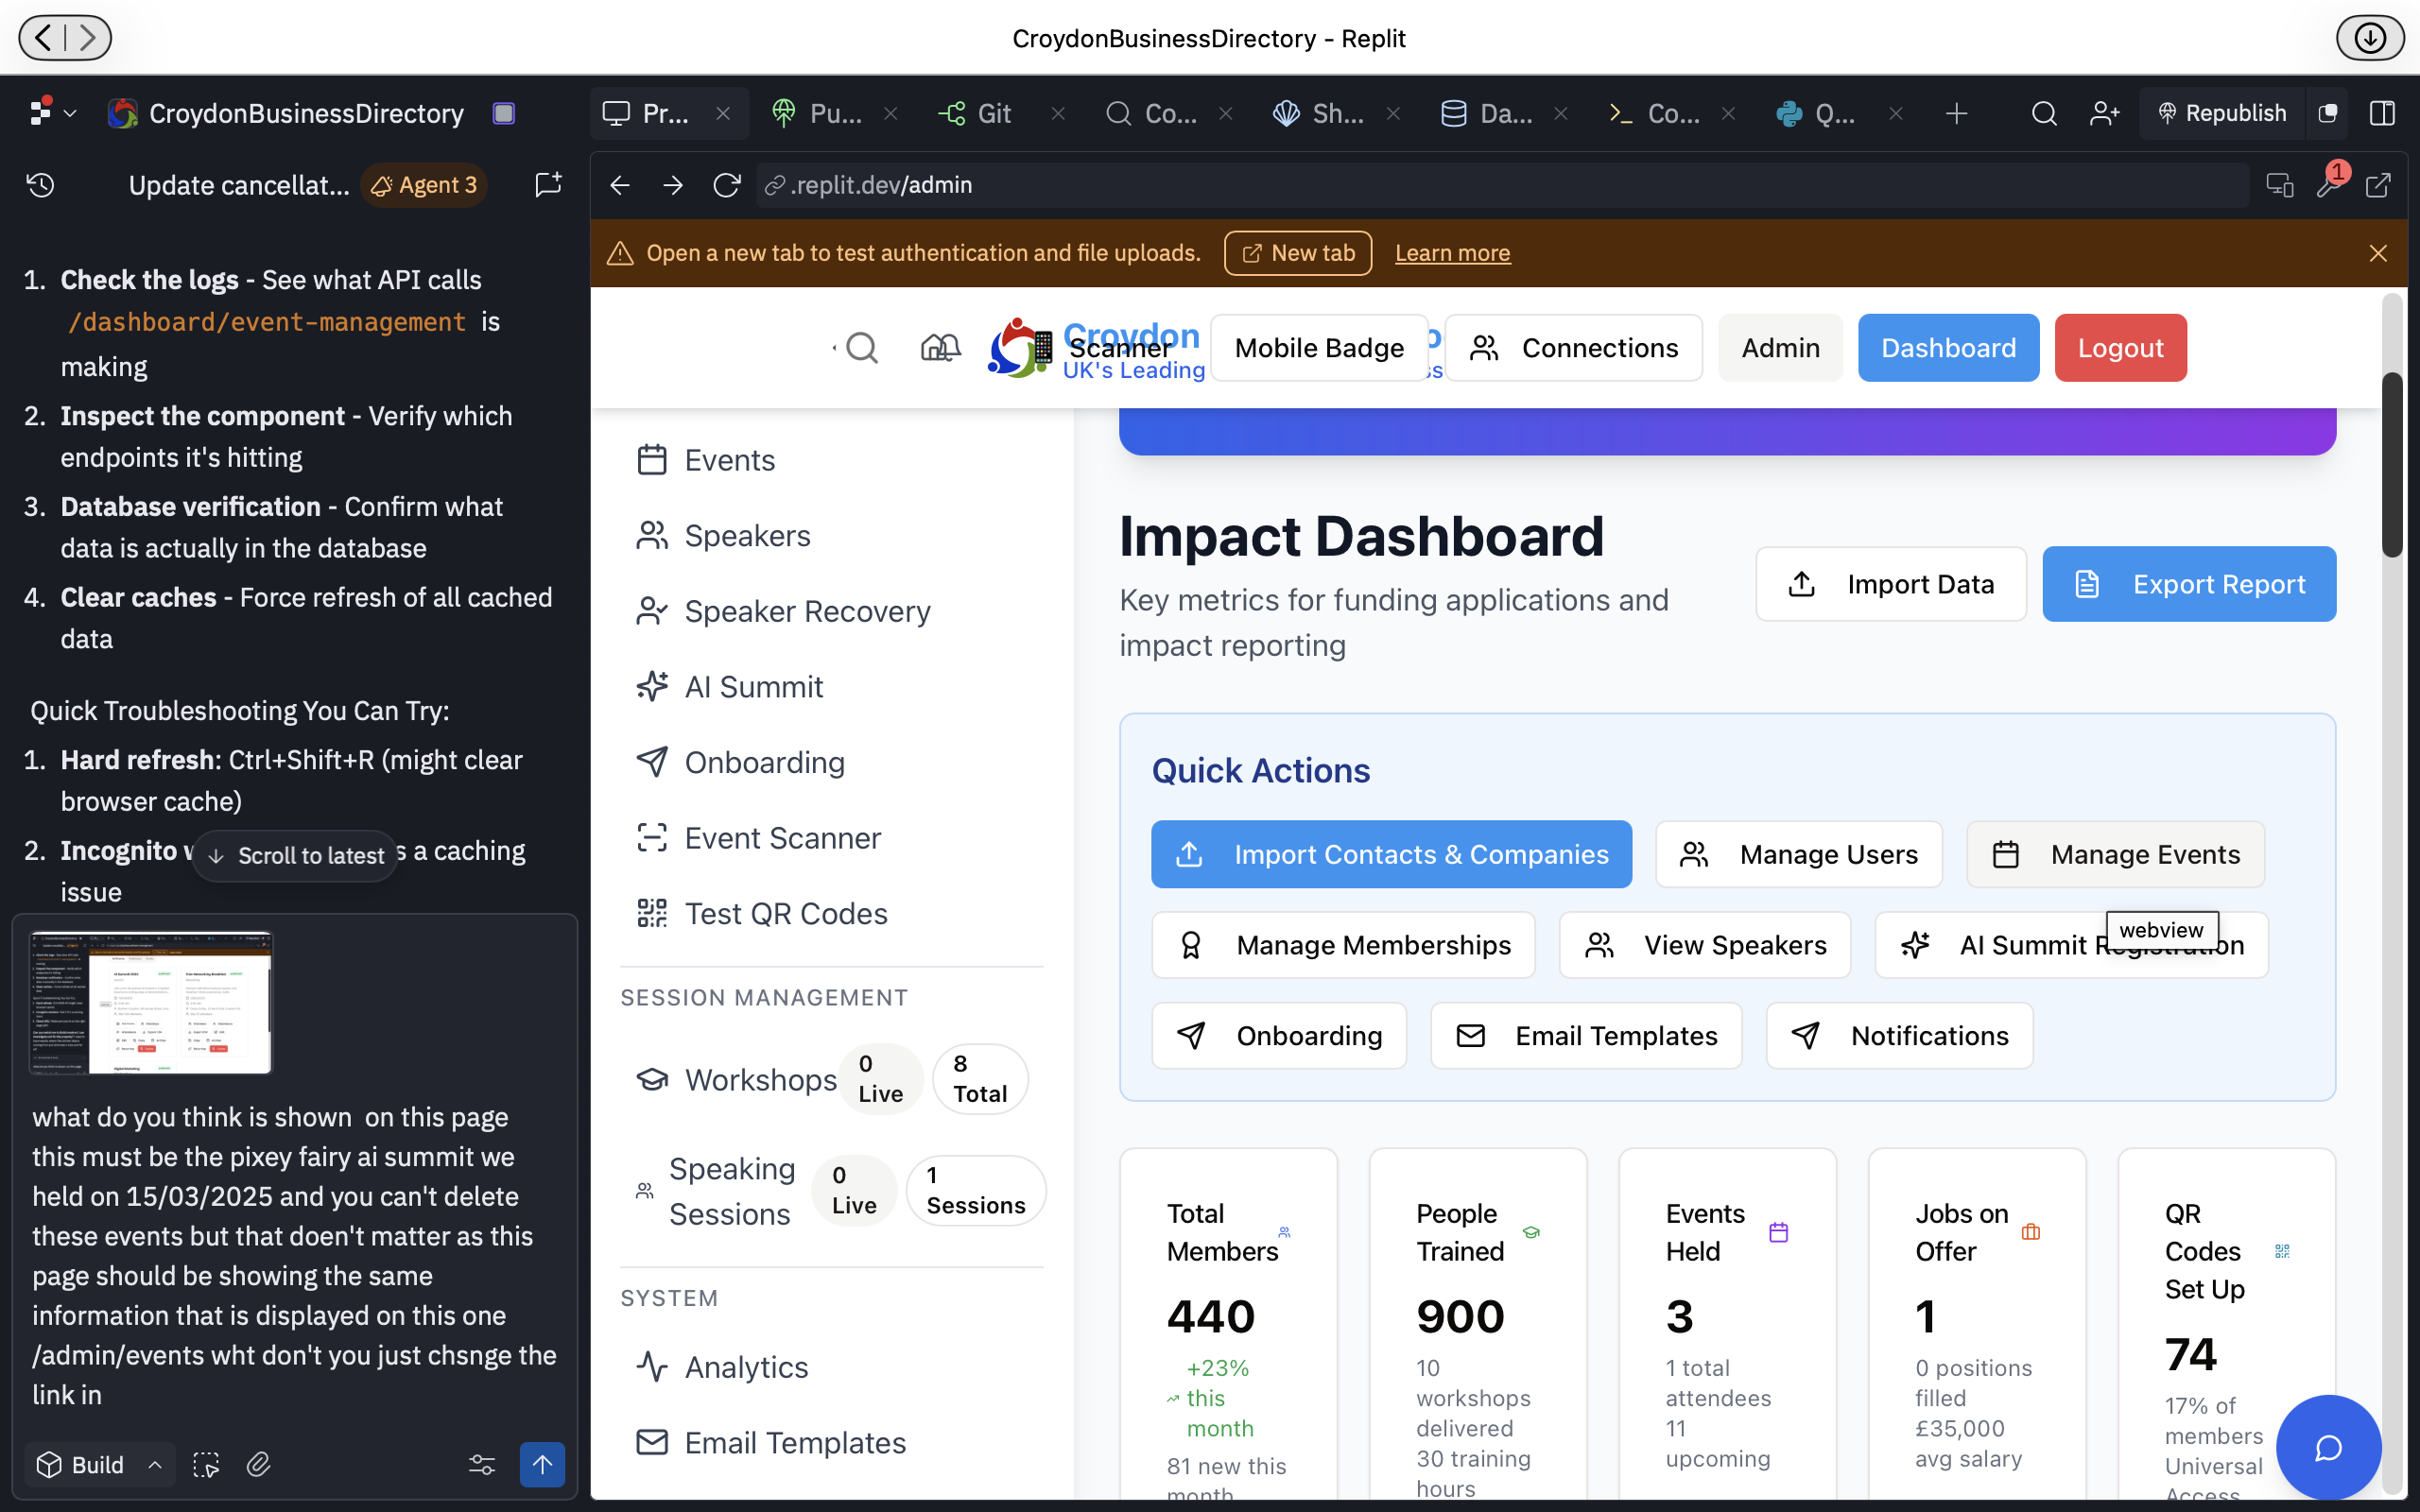 CroydonBusinessDirectory - Replit
CroydonBusinessDirectory
Pr...
Pu...
Git
Co...
Sh...
Da...
Co...
Q...
Republish
Update cancellat...
Agent 3
.replit.dev/admin
1
Open a new tab to test authentication and file uploads.
New tab
Learn more
1. Check the logs - See what API calls
/dashboard/event-management is
making
2. Inspect the component - Verify which
endpoints it's hitting
3. Database verification - Confirm what
data is actually in the database
4. Clear caches - Force refresh of all cached
data
Quick Troubleshooting You Can Try:
1. Hard refresh: Ctrl+Shift+R (might clear
browser cache)
2. Incognito
s a caching
issue
Scroll to latest
what do you think is shown on this page
this must be the pixey fairy ai summit we
held on 15/03/2025 and you can't delete
these events but that doen't matter as this
page should be showing the same
information that is displayed on this one
/admin/events wht don't you just chsnge the
link in
Build
Croydon
UK's Leading
Scanner
Mobile Badge
Connections
Admin
Dashboard
Logout
Events
Speakers
Speaker Recovery
AI Summit
Onboarding
Event Scanner
Test QR Codes
SESSION MANAGEMENT
Workshops
0
Live
8
Total
Speaking
Sessions
0
Live
1
Sessions
SYSTEM
Analytics
Email Templates
Impact Dashboard
Key metrics for funding applications and
impact reporting
Import Data
Export Report
Quick Actions
Import Contacts & Companies
Manage Users
Manage Events
Manage Memberships
View Speakers
AI Summit Registration
webview
Onboarding
Email Templates
Notifications
Total
Members
440
+23%
this
month
81 new this
month
People
Trained
900
10
workshops
delivered
30 training
hours
Events
Held
3
1 total
attendees
11
upcoming
Jobs on
Offer
1
0 positions
filled
£35,000
avg salary
QR
Codes
Set Up
74
17% of
members
Universal
Access